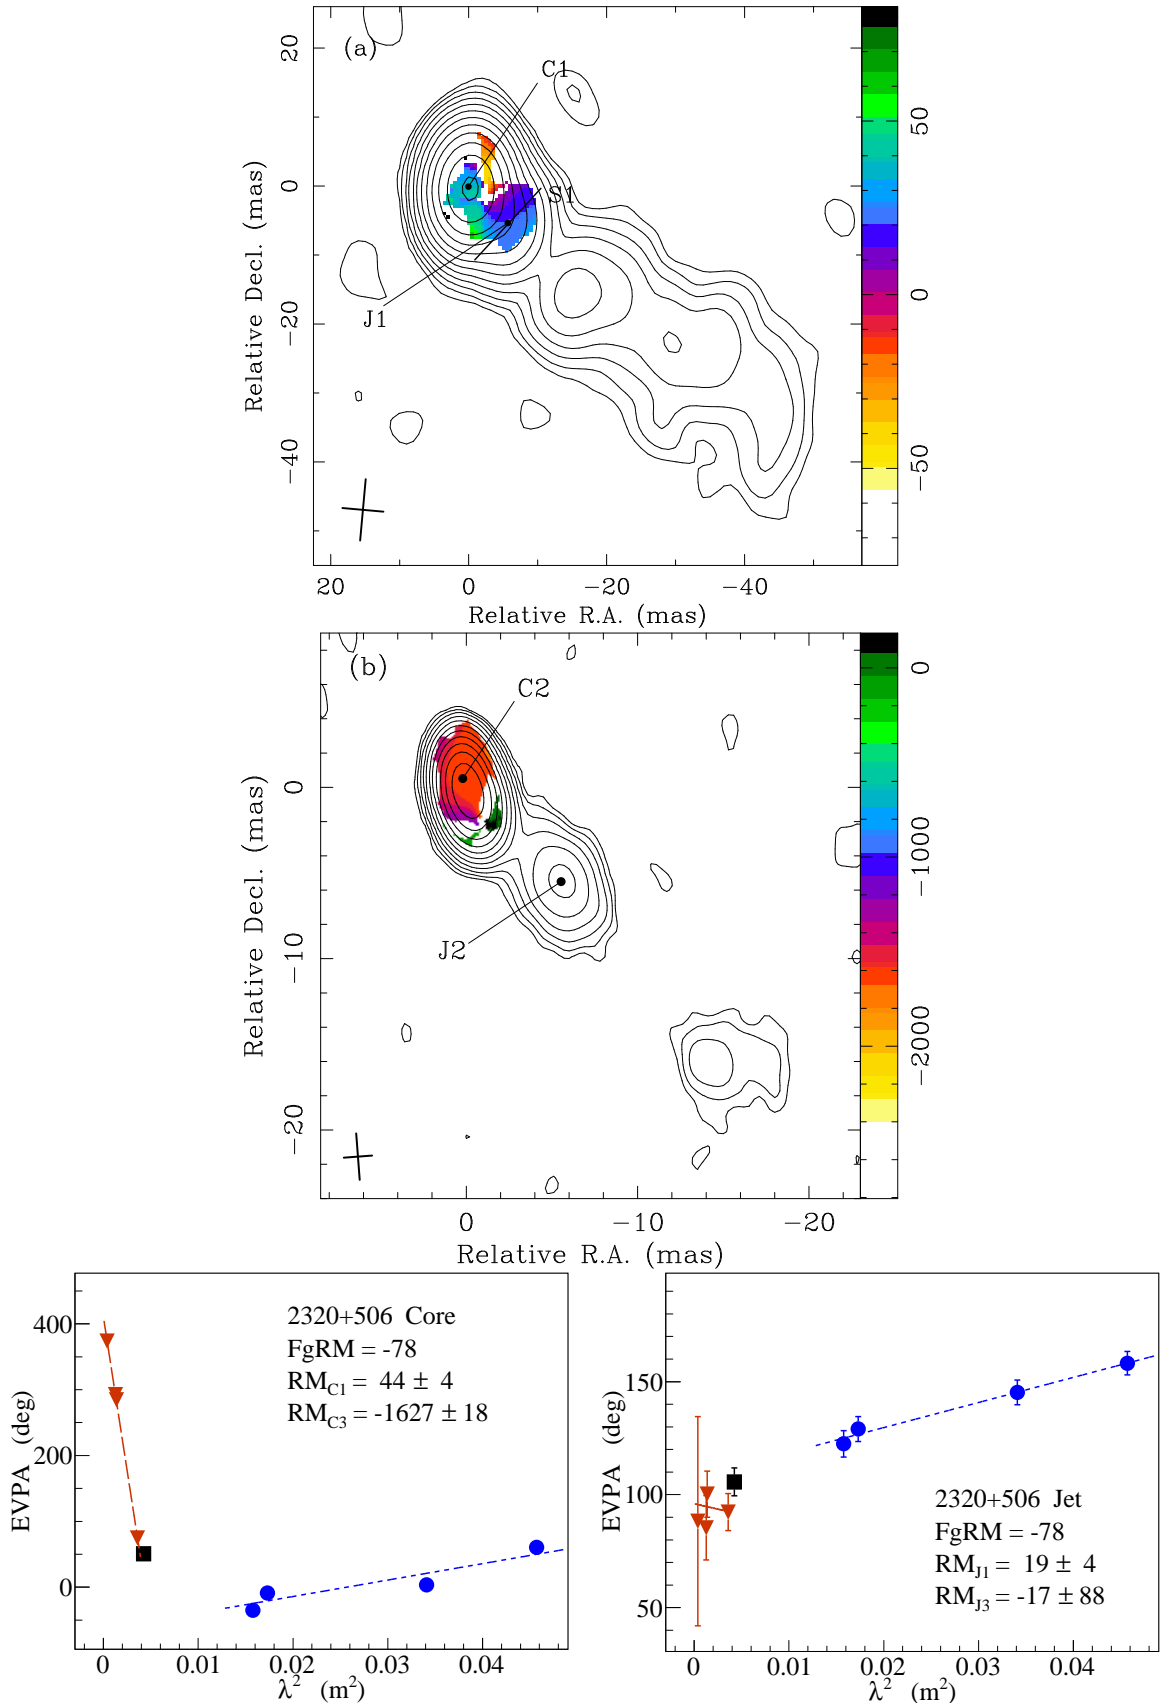 (a)
C1
S1
J1
20
0
−20
−40
Relative Decl. (mas)
20
0
−20
−40
Relative R.A. (mas)
50
0
−50
(b)
C2
J2
0
−10
−20
Relative Decl. (mas)
0
−10
−20
Relative R.A. (mas)
0
−1000
−2000
2320+506 Core
FgRM = -78
RM_C1 = 44 ± 4
RM_C3 = -1627 ± 18
400
200
0
EVPA (deg)
0
0.01
0.02
0.03
0.04
λ² (m²)
2320+506 Jet
FgRM = -78
RM_J1 = 19 ± 4
RM_J3 = -17 ± 88
150
100
50
EVPA (deg)
0
0.01
0.02
0.03
0.04
λ² (m²)